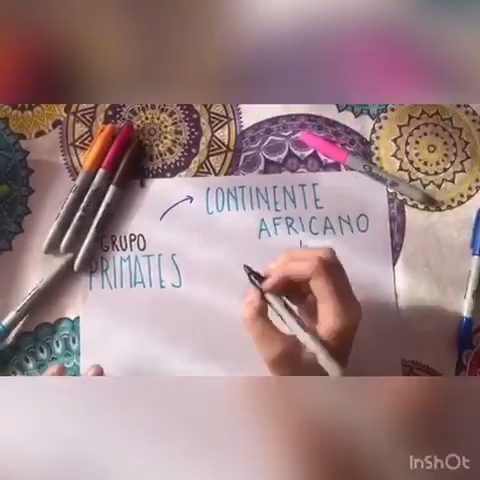 CONTINENTE
AFRICANO
GRUPO
PRIMATES
InShOt